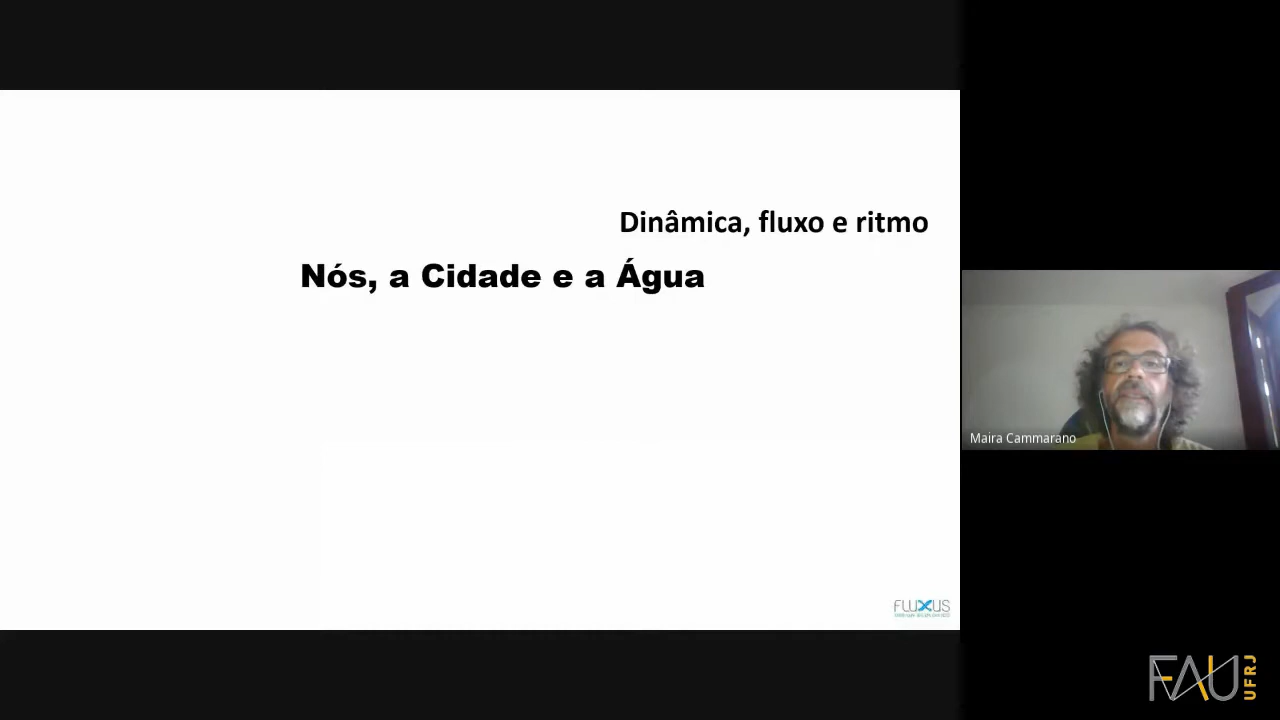 Dinâmica, fluxo e ritmo
Nós, a Cidade e a Água
Maira Cammarano
FLUXUS
FAU
UFRJ